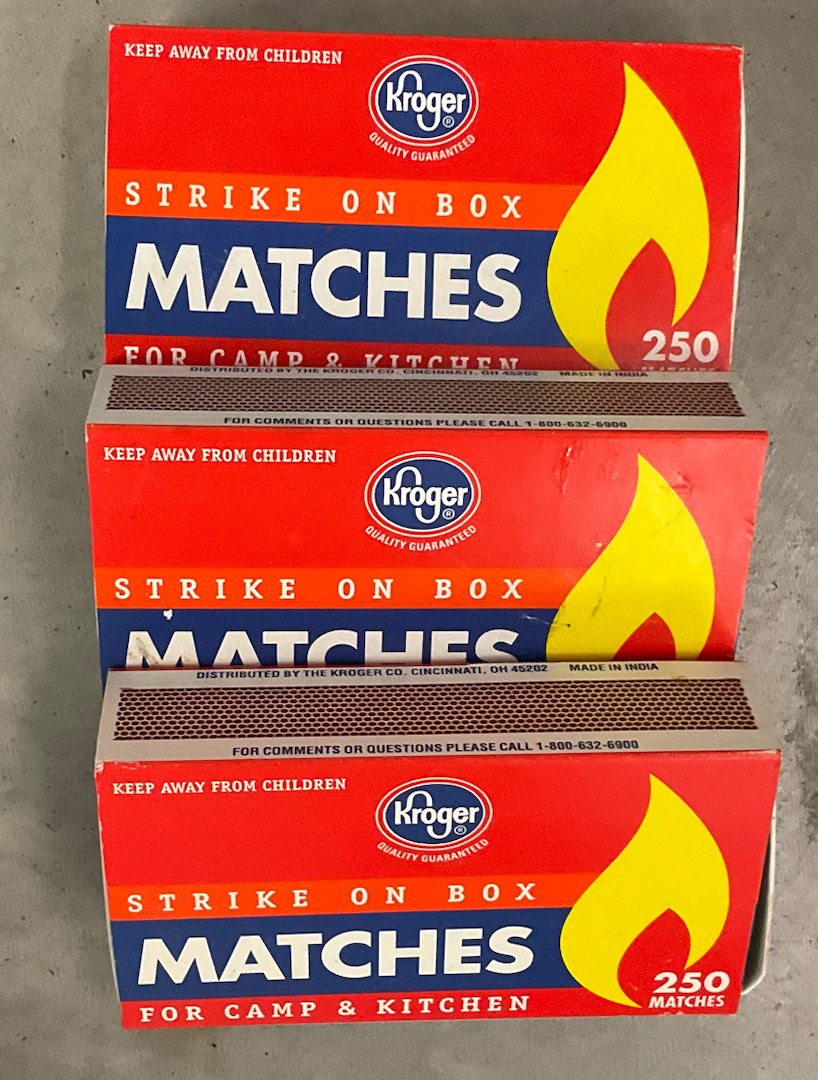 KEEP AWAY FROM CHILDREN
Kroger®
QUALITY GUARANTEED
STRIKE ON BOX
MATCHES
FOR CAMP & KITCHEN
250
DISTRIBUTED BY THE KROGER CO. CINCINNATI, OH 45202 MADE IN INDIA
FOR COMMENTS OR QUESTIONS PLEASE CALL 1-800-632-6900
KEEP AWAY FROM CHILDREN
Kroger®
QUALITY GUARANTEED
STRIKE ON BOX
MATCHES
DISTRIBUTED BY THE KROGER CO. CINCINNATI, OH 45202 MADE IN INDIA
FOR COMMENTS OR QUESTIONS PLEASE CALL 1-800-632-6900
KEEP AWAY FROM CHILDREN
Kroger®
QUALITY GUARANTEED
STRIKE ON BOX
MATCHES
FOR CAMP & KITCHEN
250
MATCHES